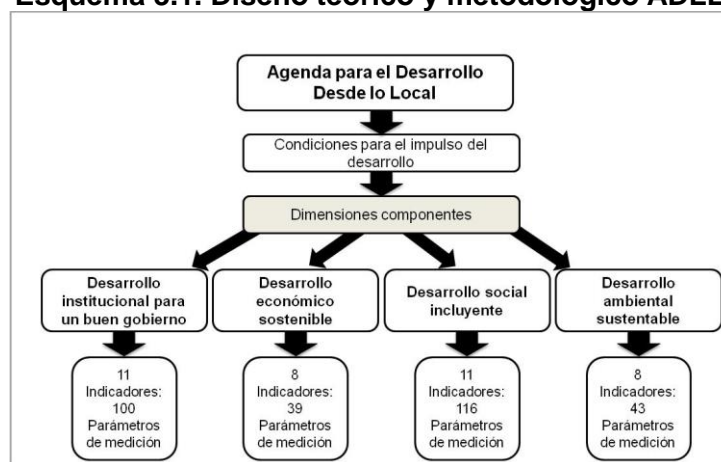 Esquema 3.1. Diseño teórico y metodológico ADEL
Agenda para el Desarrollo
Desde lo Local
Condiciones para el impulso del
desarrollo
Dimensiones componentes
Desarrollo
institucional para
un buen gobierno
Desarrollo
económico
sostenible
Desarrollo social
incluyente
Desarrollo
ambiental
sustentable
11
Indicadores:
100
Parámetros
de medición
8
Indicadores:
39
Parámetros
de medición
11
Indicadores:
116
Parámetros
de medición
8
Indicadores:
43
Parámetros
de medición